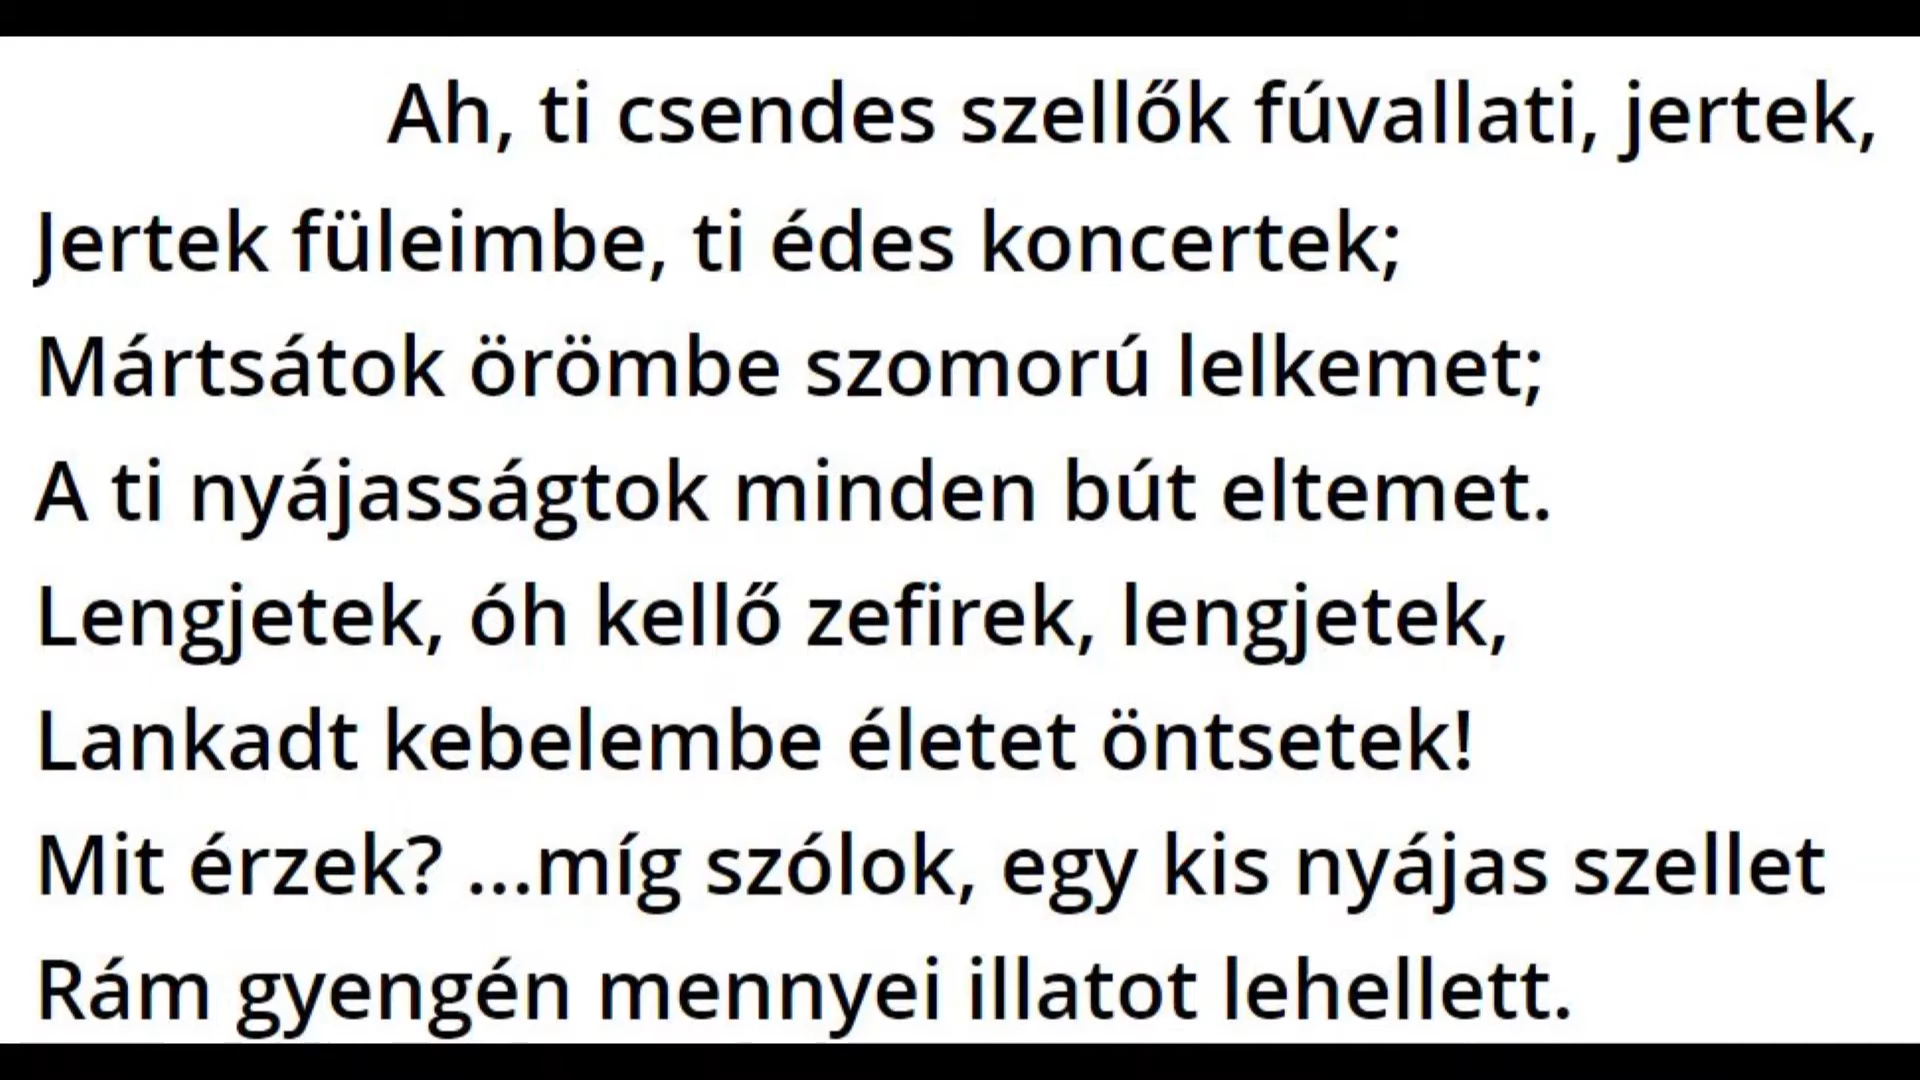 Ah, ti csendes szellők fúvallati, jertek,
Jertek füleimbe, ti édes koncertek;
Mártsátok örömbe szomorú lelkemet;
A ti nyájasságtok minden bút eltemet.
Lengjetek, óh kellő zefirek, lengjetek,
Lankadt kebelembe életet öntsetek!
Mit érzek? ...míg szólok, egy kis nyájas szellet
Rám gyengén mennyei illatot lehellett.